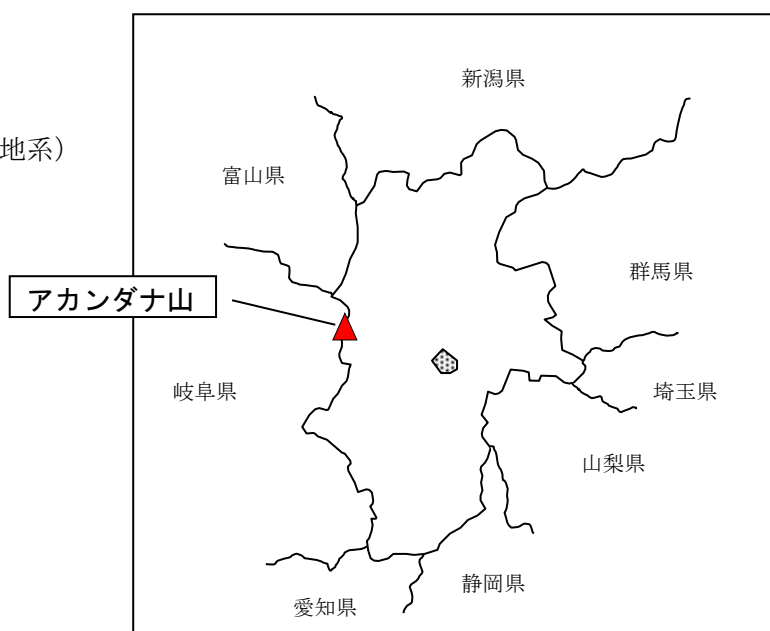 新潟県
地系）
富山県
群馬県
アカンダナ山
岐阜県
埼玉県
山梨県
静岡県
愛知県